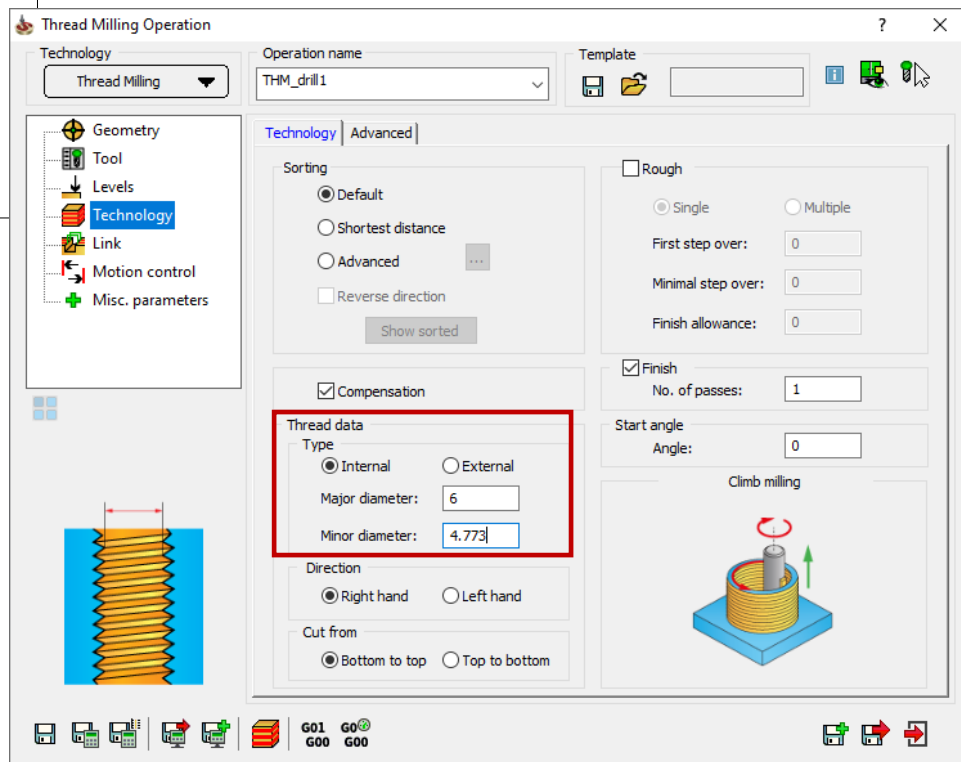 Thread Milling Operation
?
Technology
Thread Milling
Operation name
THM_drill1
Template
Geometry
Tool
Levels
Technology
Link
Motion control
Misc. parameters
Technology
Advanced
Sorting
Default
Shortest distance
Advanced
...
Reverse direction
Show sorted
Compensation
Thread data
Type
Internal
External
Major diameter:
6
Minor diameter:
4.773
Direction
Right hand
Left hand
Cut from
Bottom to top
Top to bottom
Rough
Single
Multiple
First step over:
0
Minimal step over:
0
Finish allowance:
0
Finish
No. of passes:
1
Start angle
Angle:
0
Climb milling
G01
G00
G0
G00